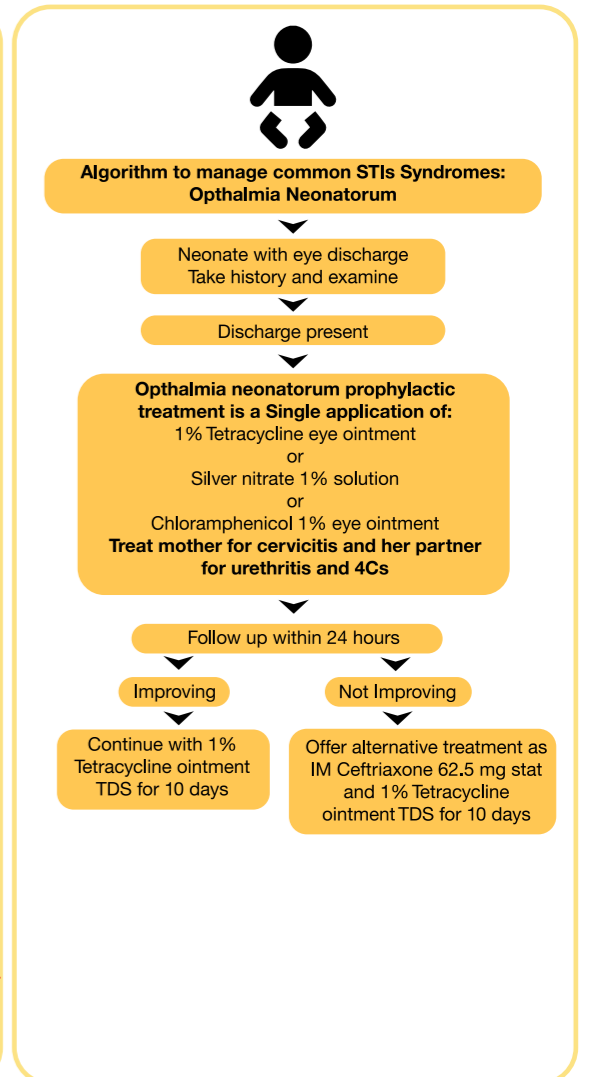 Algorithm to manage common STIs Syndromes:
Opthalmia Neonatorum
Neonate with eye discharge
Take history and examine
Discharge present
Opthalmia neonatorum prophylactic
treatment is a Single application of:
1% Tetracycline eye ointment
or
Silver nitrate 1% solution
or
Chloramphenicol 1% eye ointment
Treat mother for cervicitis and her partner
for urethritis and 4Cs
Follow up within 24 hours
Improving
Not Improving
Continue with 1%
Tetracycline ointment
TDS for 10 days
Offer alternative treatment as
IM Ceftriaxone 62.5 mg stat
and 1% Tetracycline
ointment TDS for 10 days